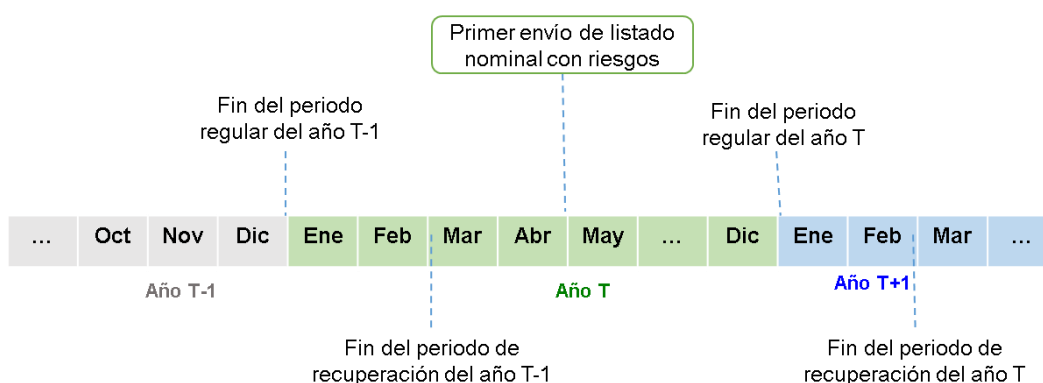 Primer envío de listado
nominal con riesgos
Fin del periodo
regular del año T-1
Fin del periodo
regular del año T
... Oct Nov Dic Ene Feb Mar Abr May ... Dic Ene Feb Mar ...
Año T-1
Año T
Año T+1
Fin del periodo de
recuperación del año T-1
Fin del periodo de
recuperación del año T